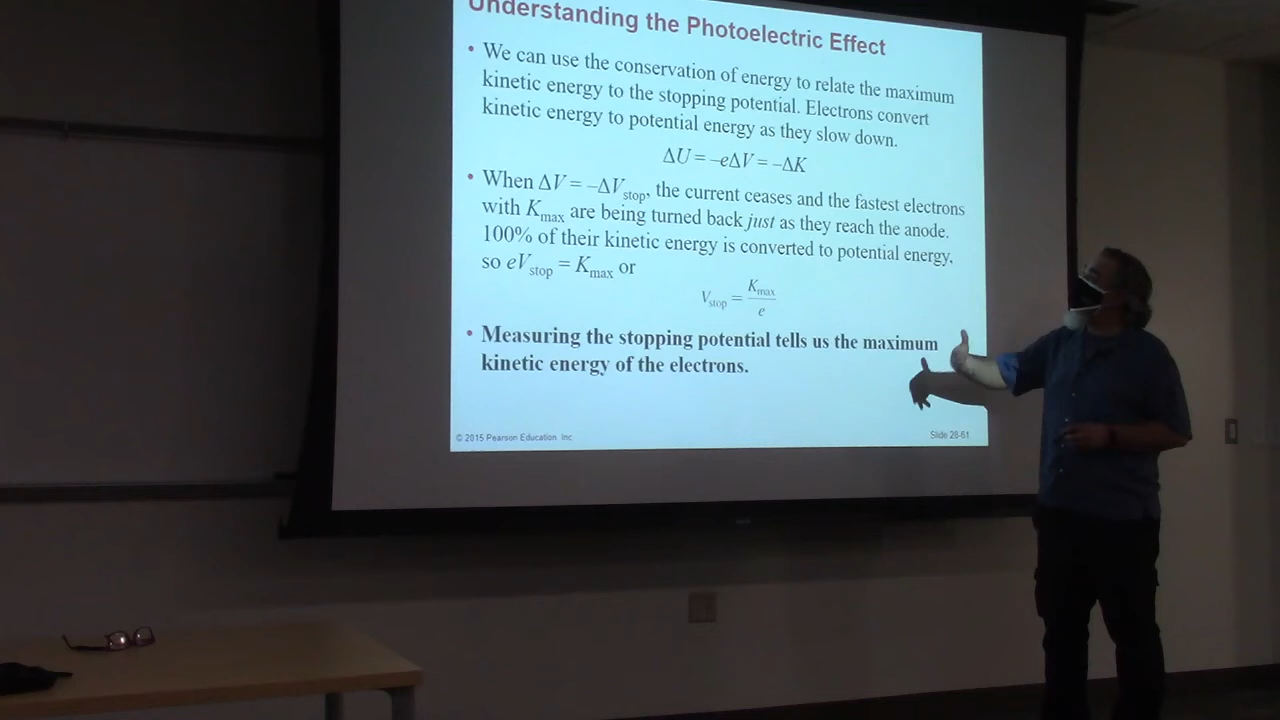 Understanding the Photoelectric Effect
• We can use the conservation of energy to relate the maximum
kinetic energy to the stopping potential. Electrons convert
kinetic energy to potential energy as they slow down.
ΔU = –eΔV = –ΔK
• When ΔV = –ΔVstop, the current ceases and the fastest electrons
with Kmax are being turned back just as they reach the anode.
100% of their kinetic energy is converted to potential energy,
so eVstop = Kmax or
Vstop = Kmax / e
• Measuring the stopping potential tells us the maximum
kinetic energy of the electrons.
© 2015 Pearson Education Inc
Slide 28-61